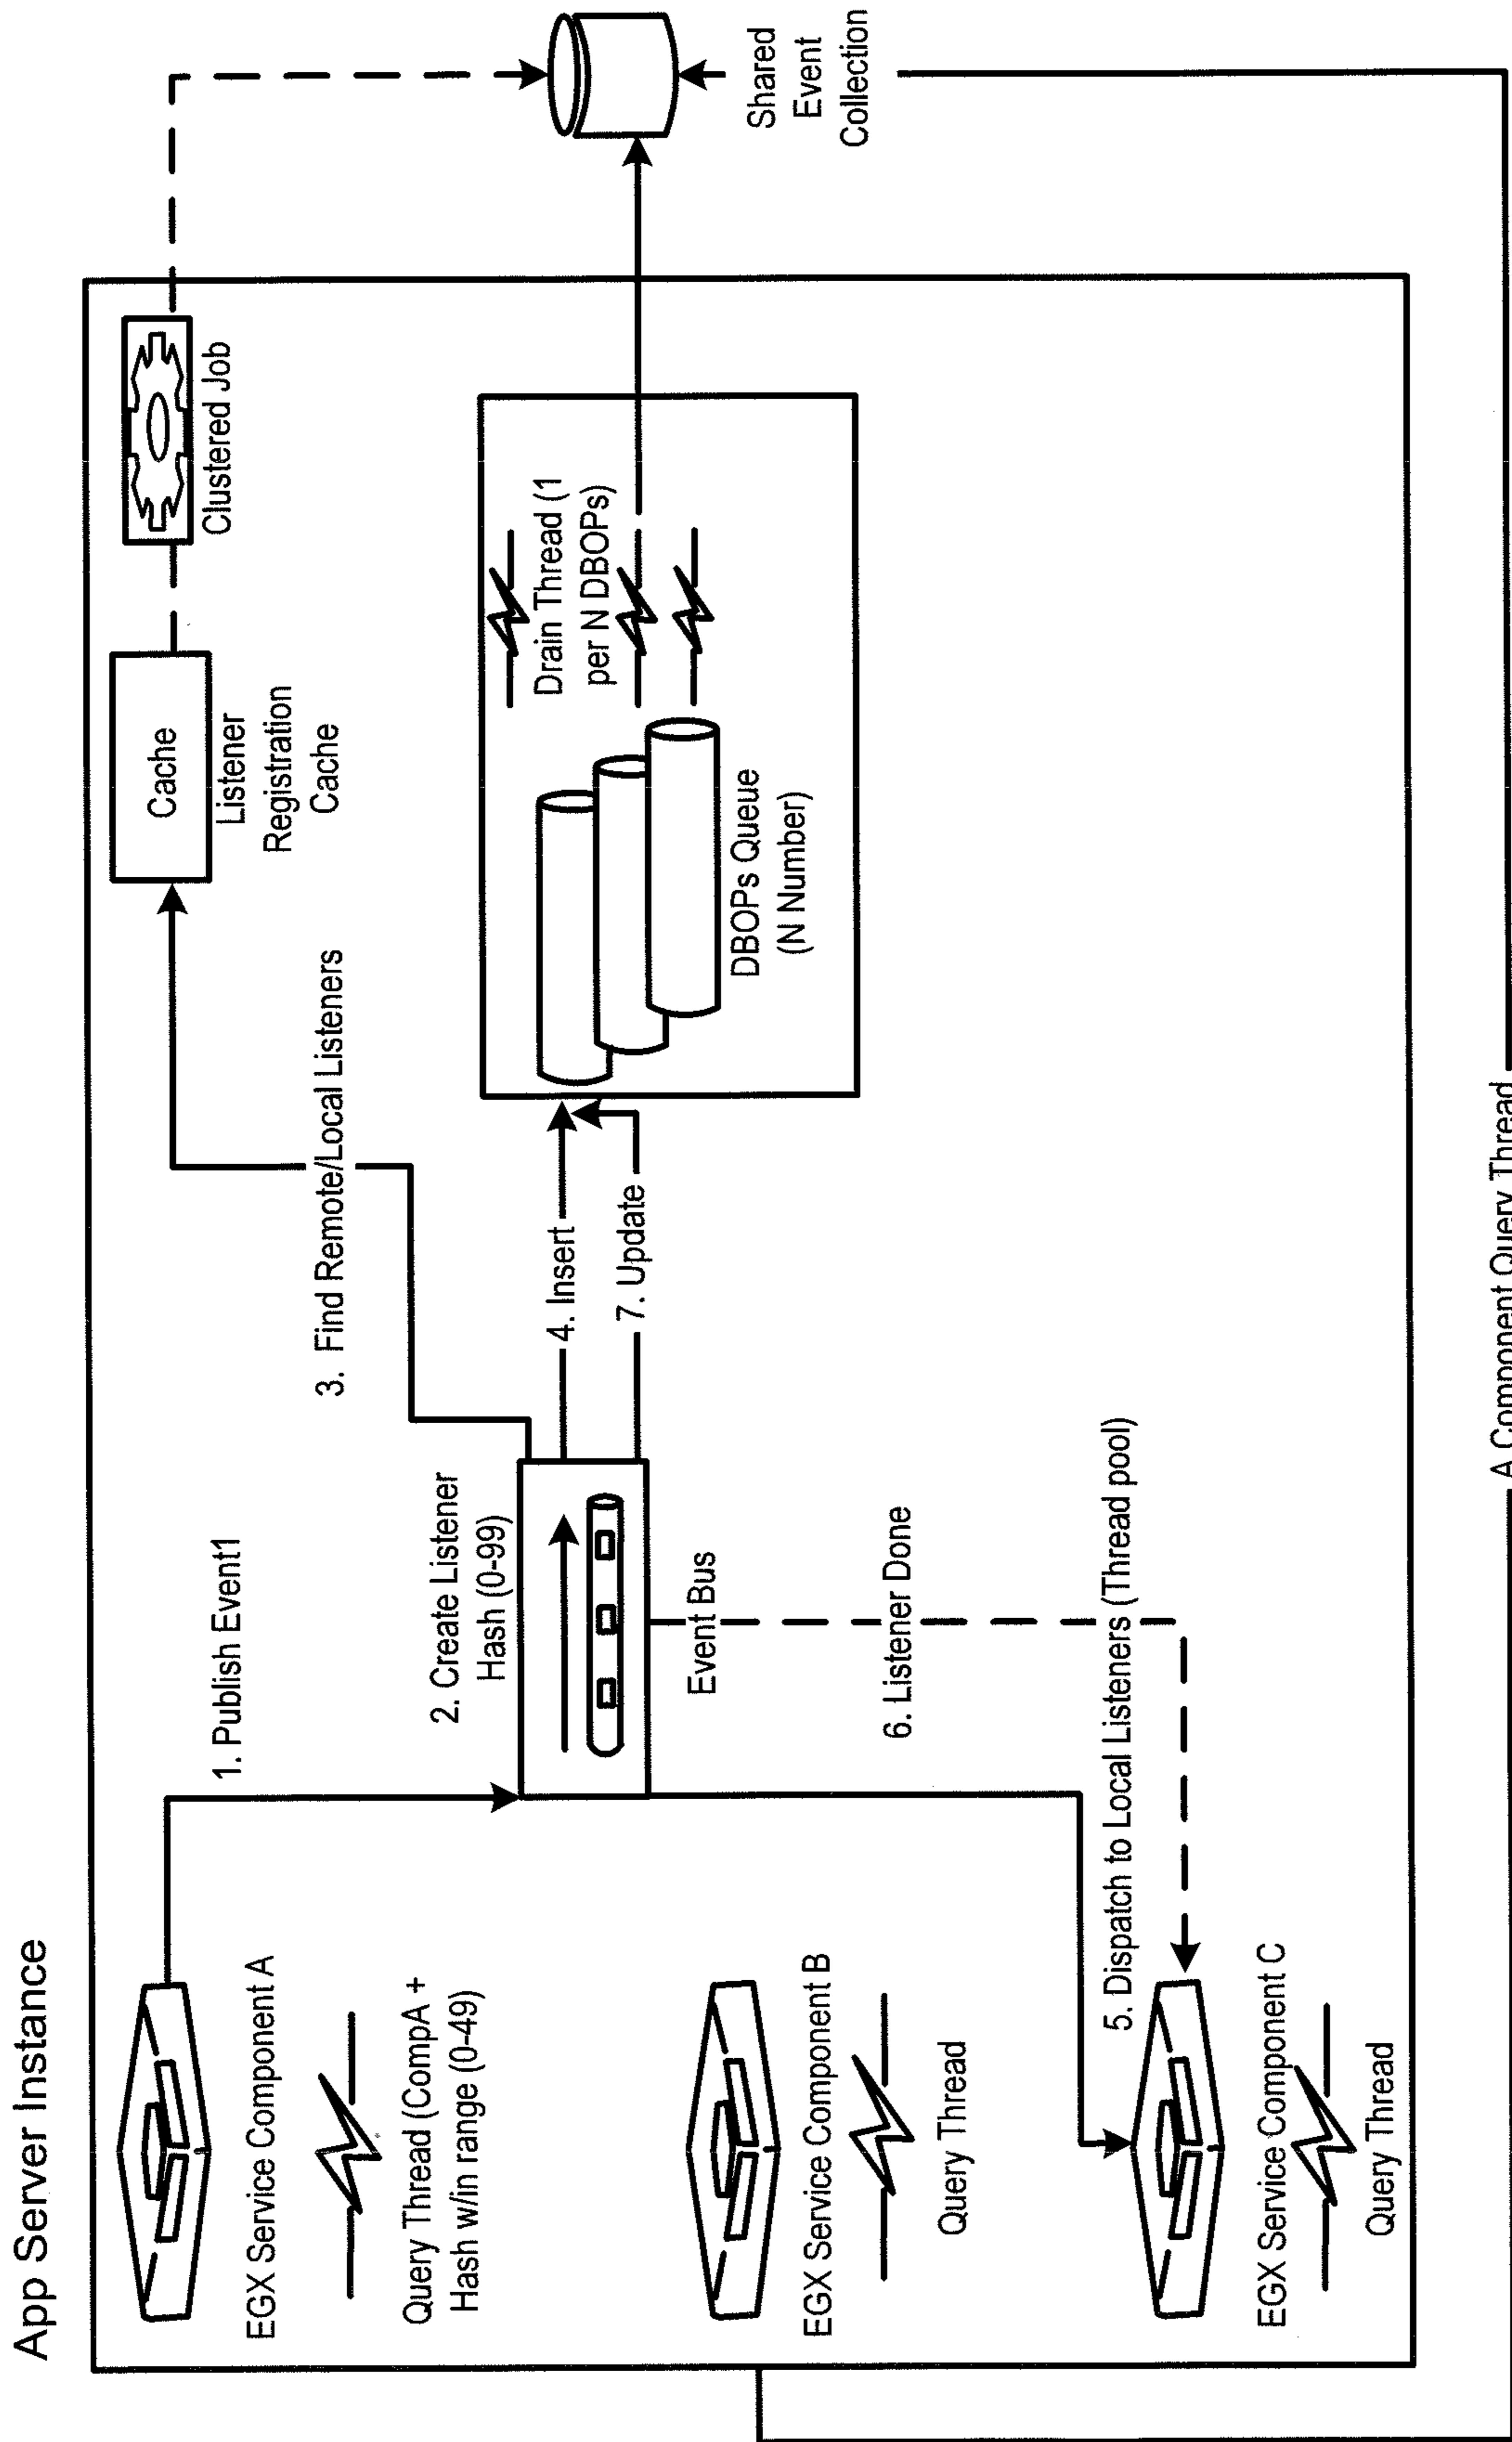 App Server Instance
EGX Service Component A
Query Thread (CompA +
Hash w/in range (0-49)
EGX Service Component B
Query Thread
EGX Service Component C
Query Thread
1. Publish Event1
2. Create Listener
Hash (0-99)
Event Bus
6. Listener Done
5. Dispatch to Local Listeners (Thread pool)
3. Find Remote/Local Listeners
4. Insert
7. Update
Cache
Listener
Registration
Cache
Clustered Job
Drain Thread (1
per N DBOPs)
DBOPs Queue
(N Number)
Shared
Event
Collection
A Component Query Thread